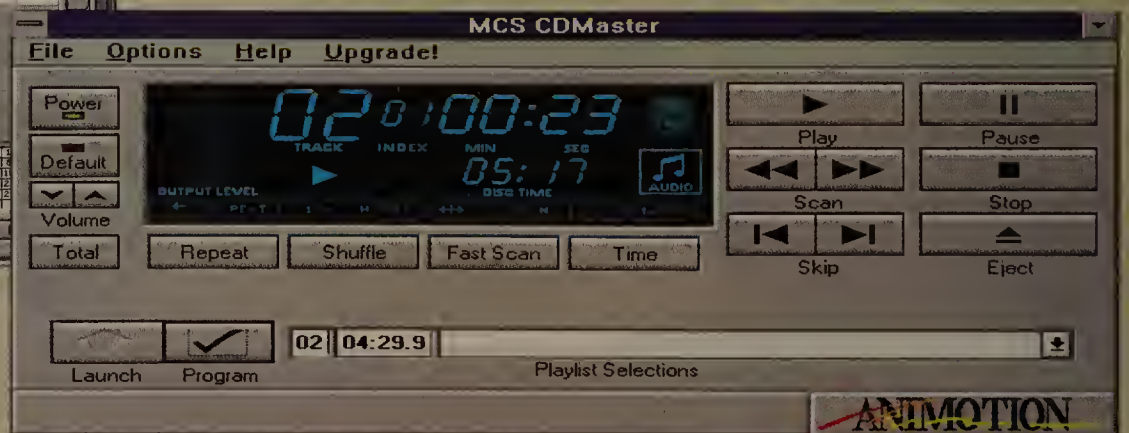 MCS CDMaster
File Options Help Upgrade!
Power
Default
Volume
Total
02 01 00:23
TRACK INDEX MIN SEC
05:17
DISC TIME
AUDIO
OUTPUT LEVEL
Repeat Shuffle Fast Scan Time
Play Pause
Scan Stop
Skip Eject
02 04:29.9
Launch Program Playlist Selections
ANIMOTION